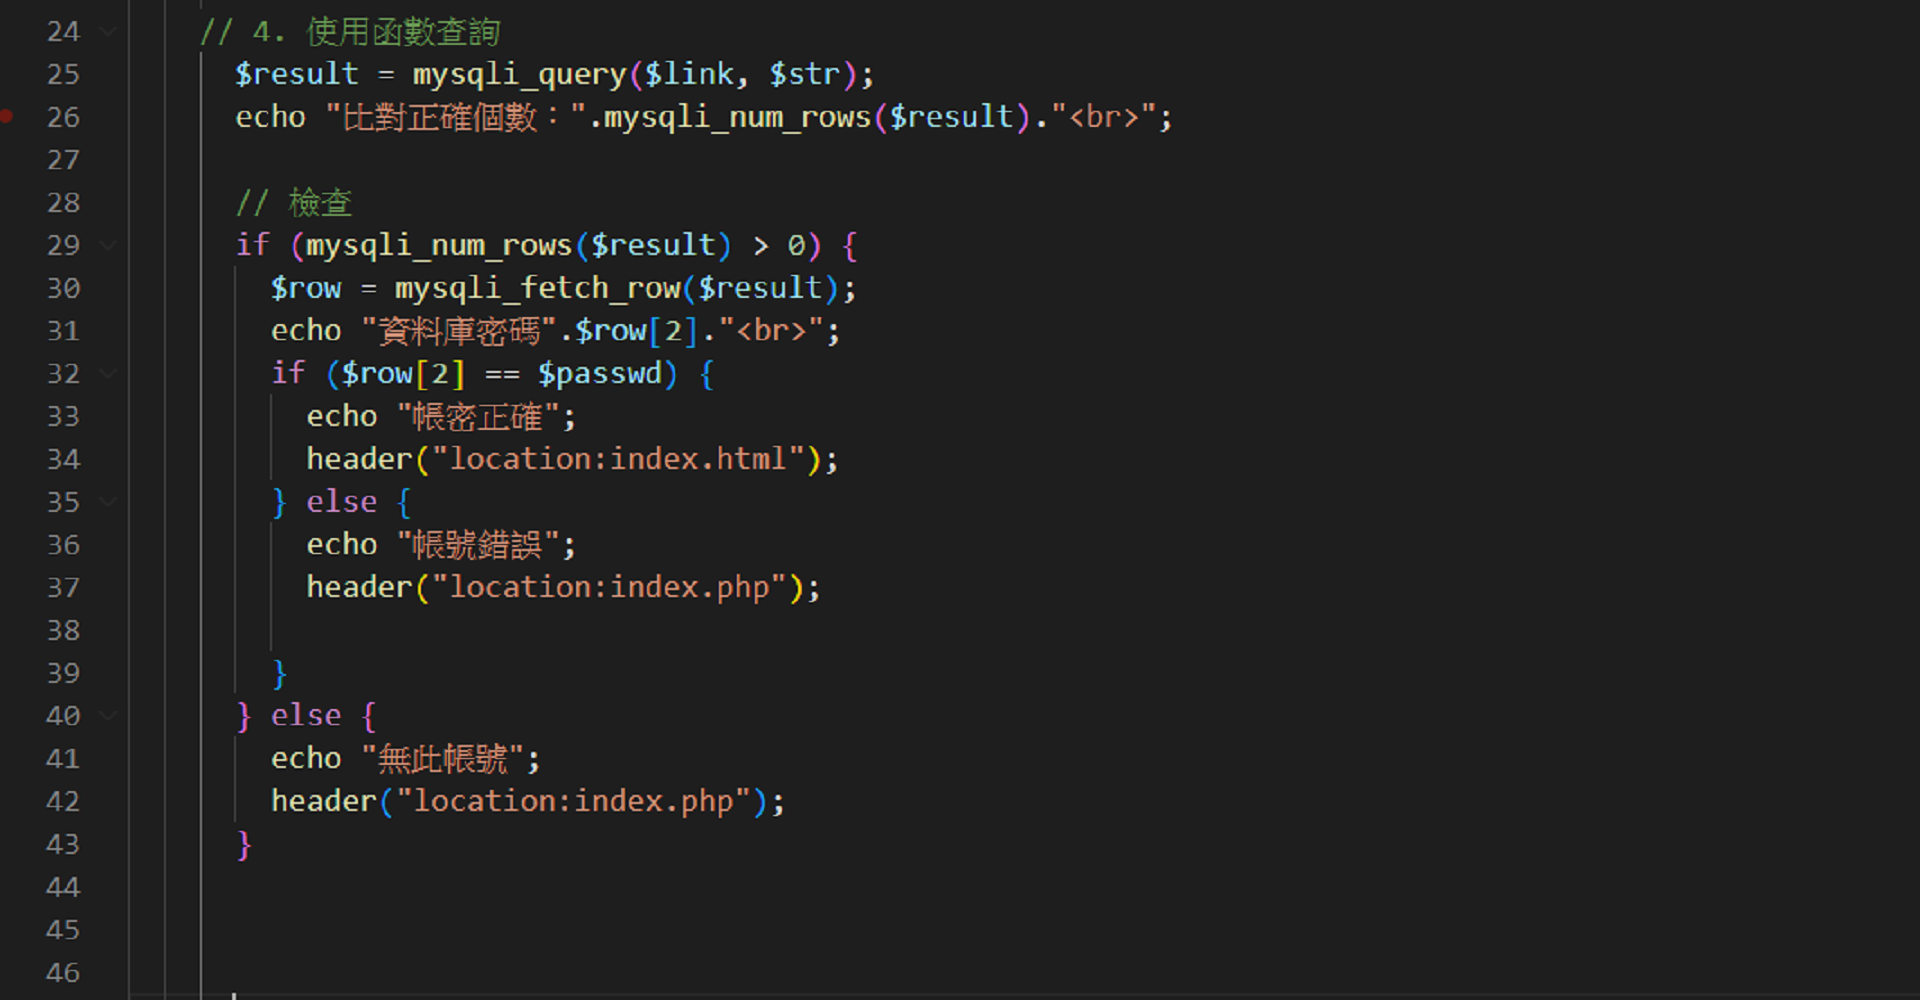 24 // 4. 使用函數查詢
25 $result = mysqli_query($link, $str);
26 echo "比對正確個數：".mysqli_num_rows($result)."<br>";
27
28 // 檢查
29 if (mysqli_num_rows($result) > 0) {
30 $row = mysqli_fetch_row($result);
31 echo "資料庫密碼".$row[2]."<br>";
32 if ($row[2] == $passwd) {
33 echo "帳密正確";
34 header("location:index.html");
35 } else {
36 echo "帳號錯誤";
37 header("location:index.php");
38
39 }
40 } else {
41 echo "無此帳號";
42 header("location:index.php");
43 }
44
45
46